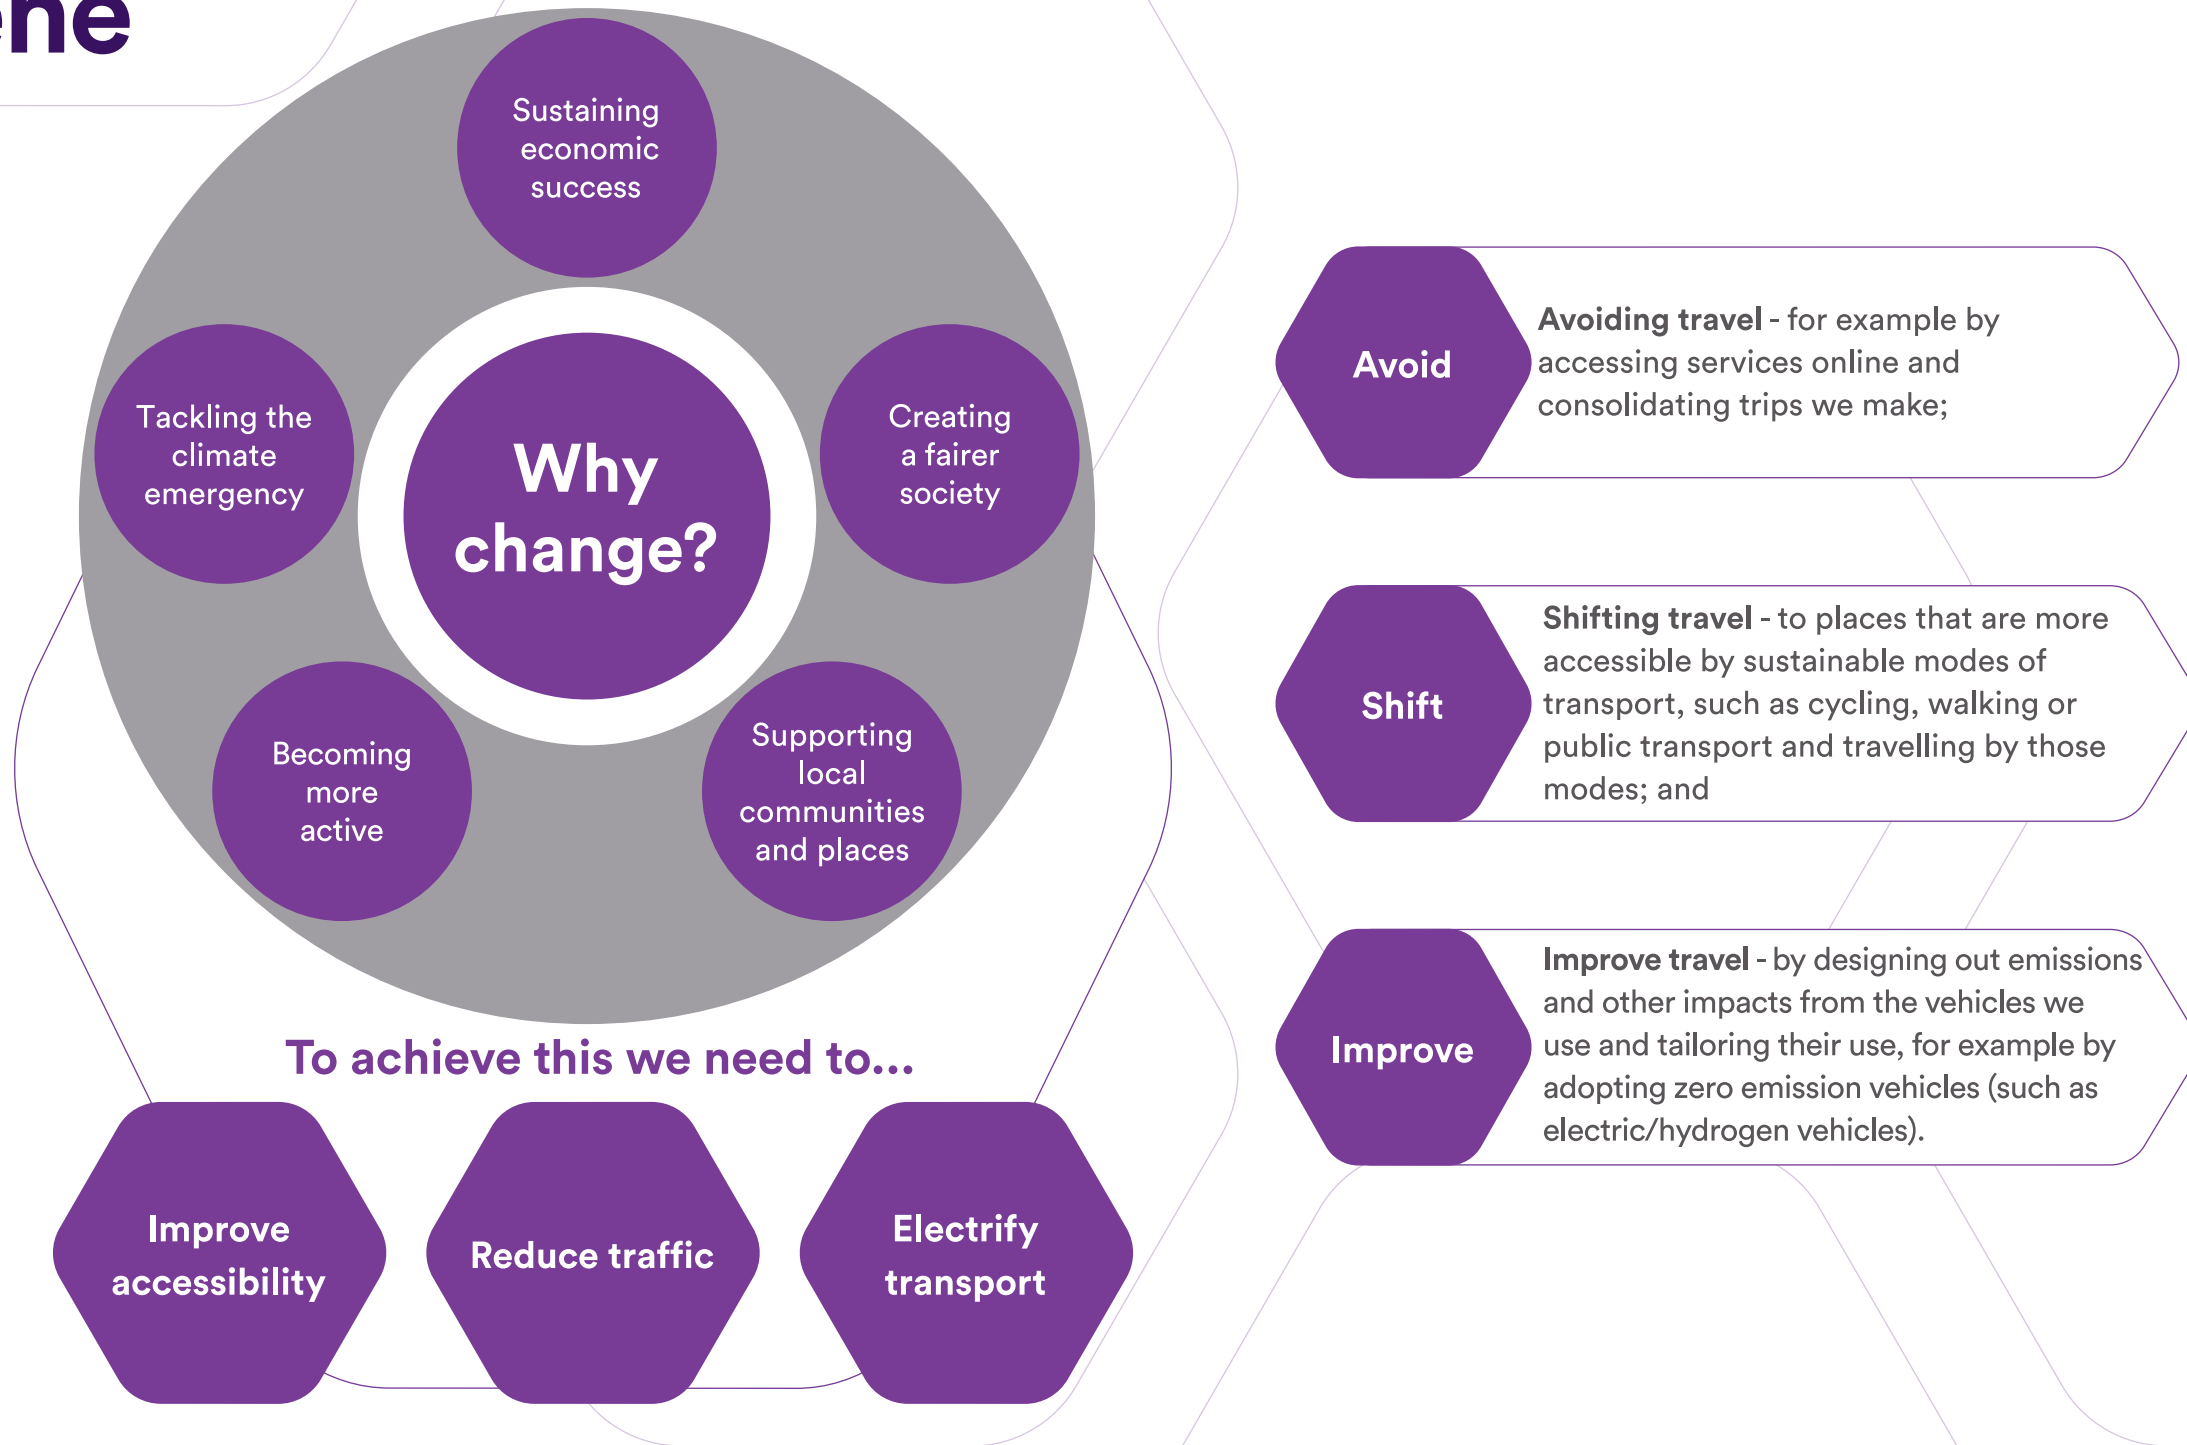 Sustaining
economic
success
Tackling the
climate
emergency
Why
change?
Creating
a fairer
society
Becoming
more
active
Supporting
local
communities
and places
To achieve this we need to...
Improve
accessibility
Reduce traffic
Electrify
transport
Avoid
Avoiding travel - for example by
accessing services online and
consolidating trips we make;
Shift
Shifting travel - to places that are more
accessible by sustainable modes of
transport, such as cycling, walking or
public transport and travelling by those
modes; and
Improve
Improve travel - by designing out emissions
and other impacts from the vehicles we
use and tailoring their use, for example by
adopting zero emission vehicles (such as
electric/hydrogen vehicles).